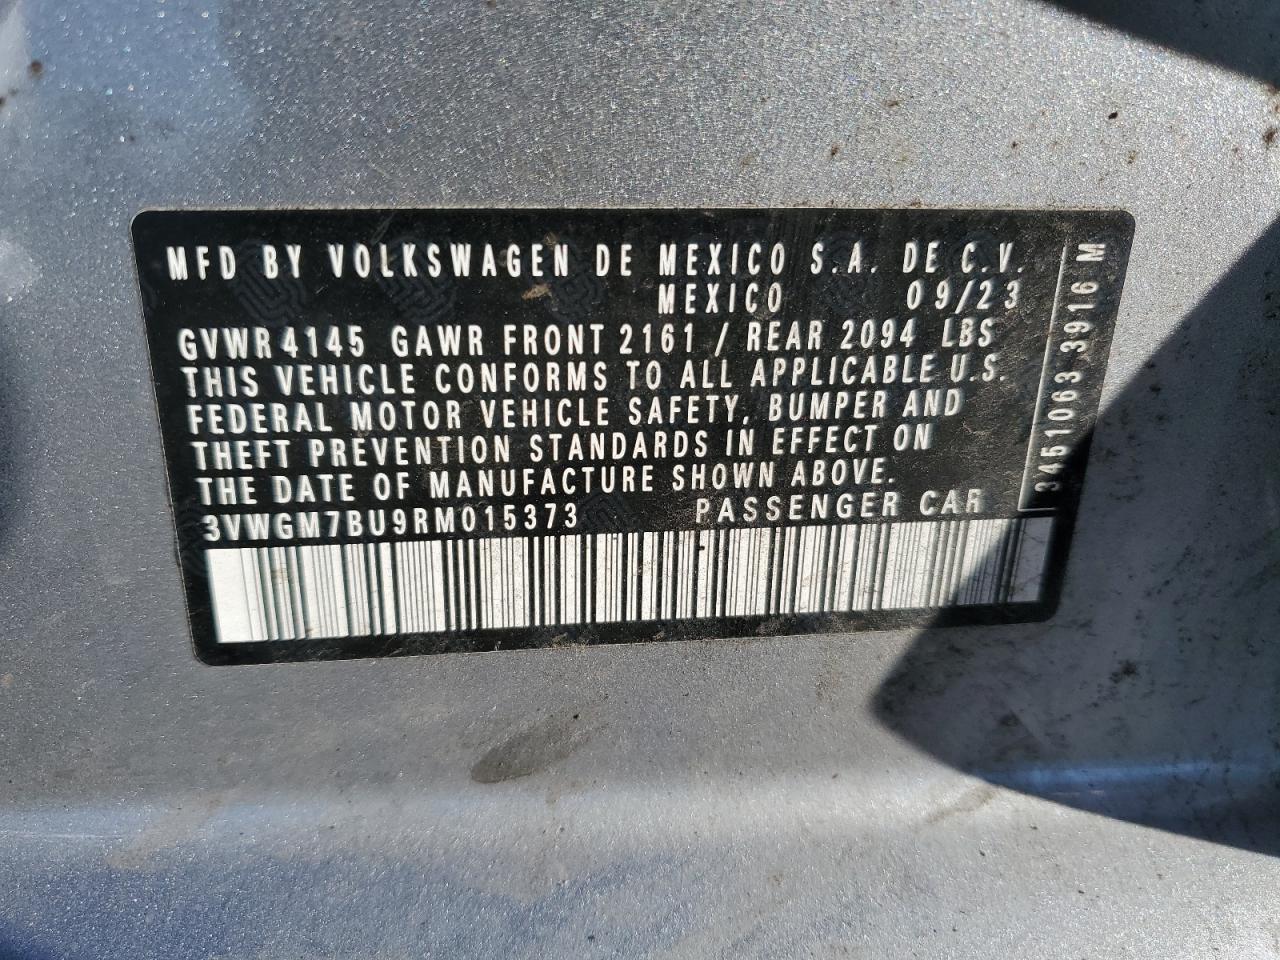 MFD BY VOLKSWAGEN DE MEXICO S.A. DE C.V.
MEXICO 09/23
GVWR 4145 GAWR FRONT 2161 / REAR 2094 LBS
THIS VEHICLE CONFORMS TO ALL APPLICABLE U.S.
FEDERAL MOTOR VEHICLE SAFETY, BUMPER AND
THEFT PREVENTION STANDARDS IN EFFECT ON
THE DATE OF MANUFACTURE SHOWN ABOVE.
3VWGM7BU9RM015373 PASSENGER CAR
3451063 3916 M